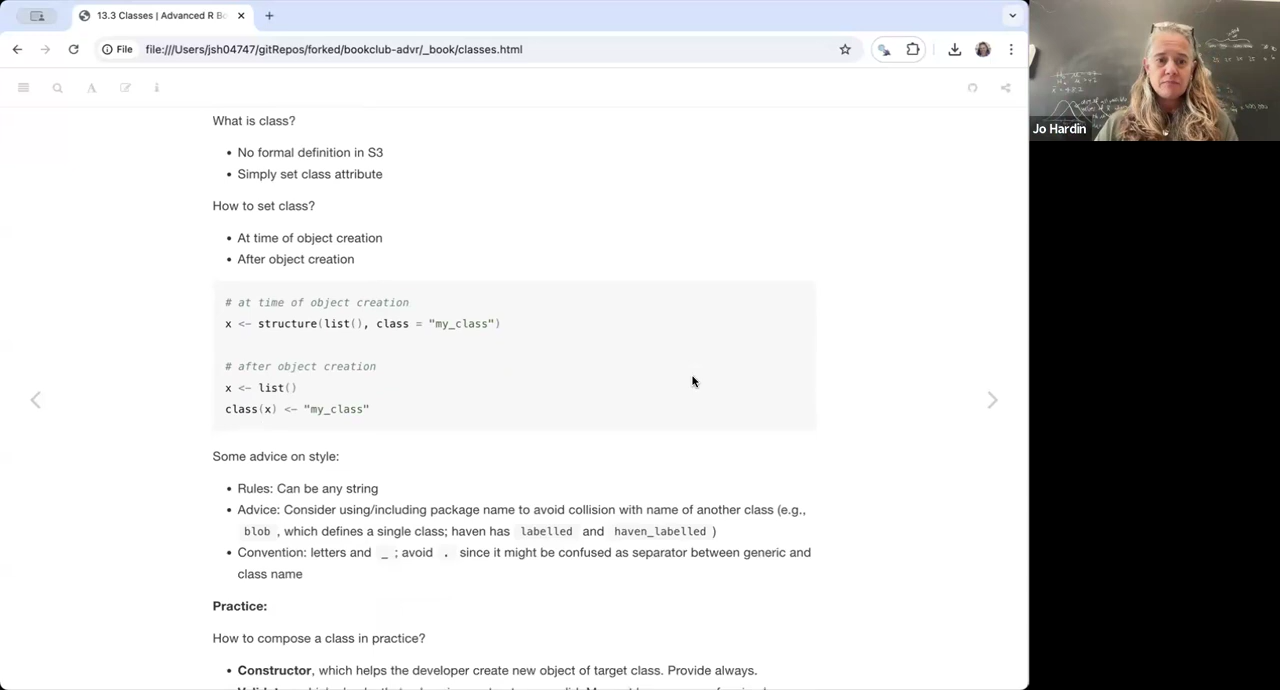 13.3 Classes | Advanced R Bo
File
file:///Users/jsh04747/gitRepos/forked/bookclub-advr/_book/classes.html
What is class?
• No formal definition in S3
• Simply set class attribute
How to set class?
• At time of object creation
• After object creation
# at time of object creation
x <- structure(list(), class = "my_class")
# after object creation
x <- list()
class(x) <- "my_class"
Some advice on style:
• Rules: Can be any string
• Advice: Consider using/including package name to avoid collision with name of another class (e.g.,
blob , which defines a single class; haven has labelled and haven_labelled )
• Convention: letters and _ ; avoid . since it might be confused as separator between generic and
class name
Practice:
How to compose a class in practice?
• Constructor, which helps the developer create new object of target class. Provide always.
Jo Hardin